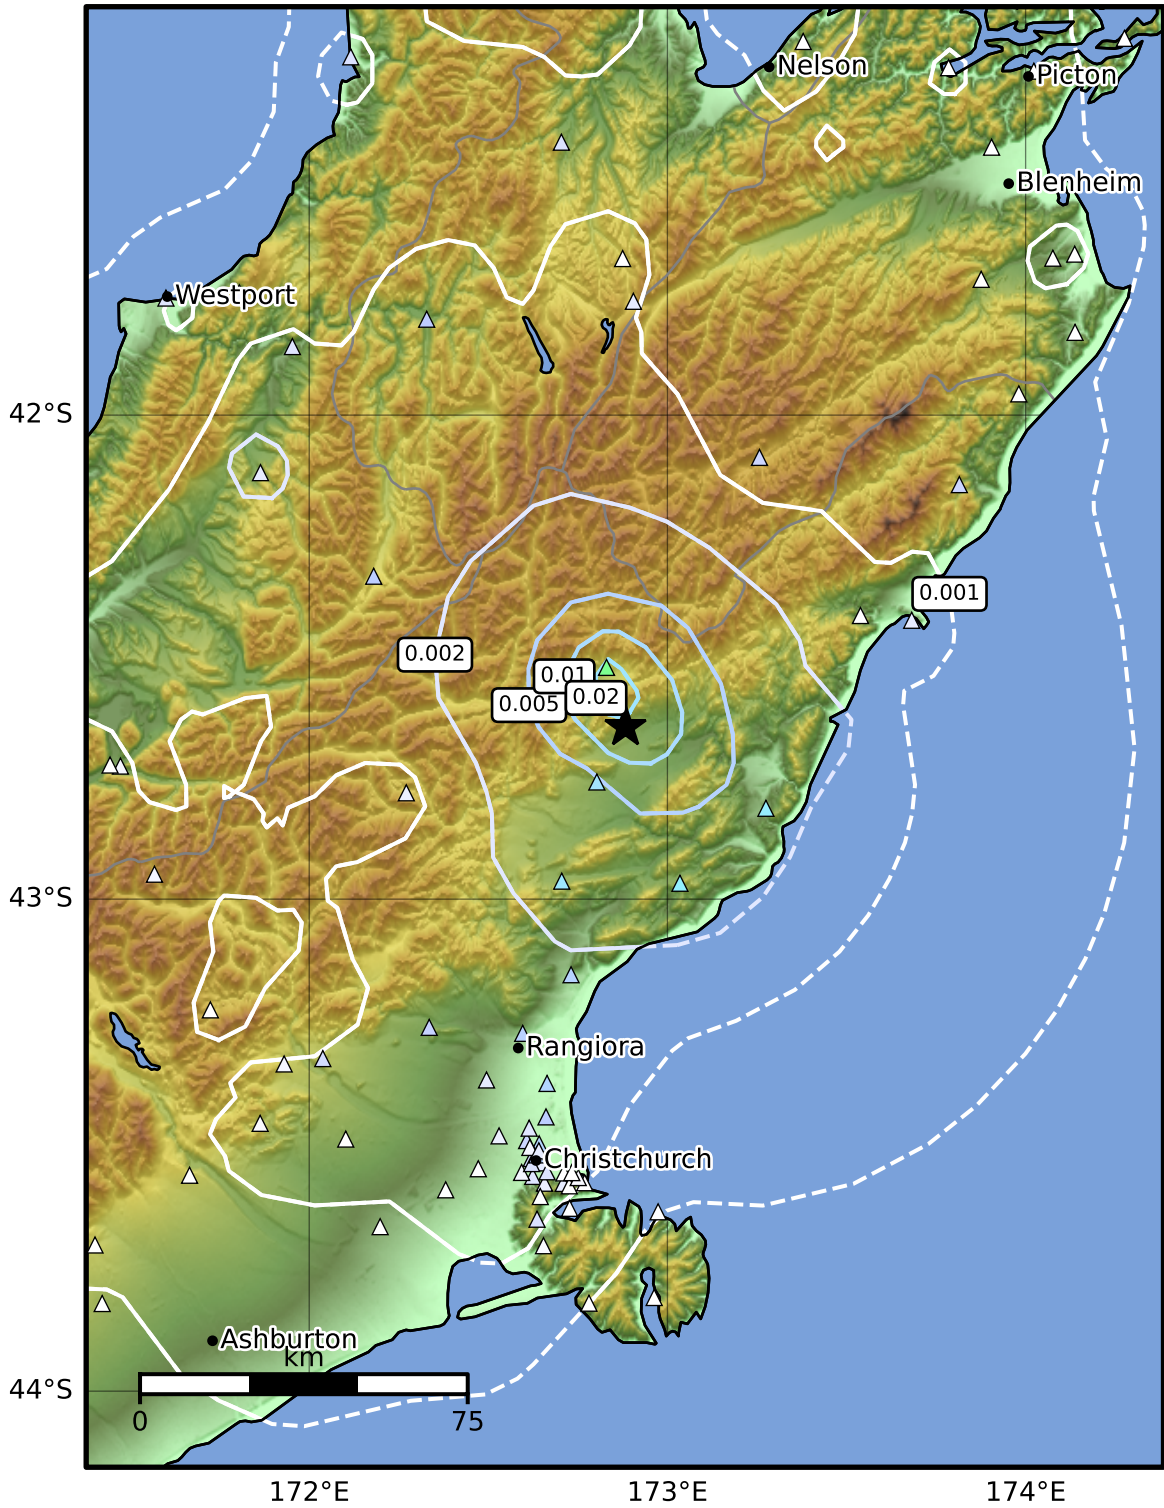 Nelson
Picton
Blenheim
Westport
42°S
0.001
0.002
0.01
0.005
0.02
43°S
Rangiora
Christchurch
Ashburton
km
44°S
0
75
172°E
173°E
174°E